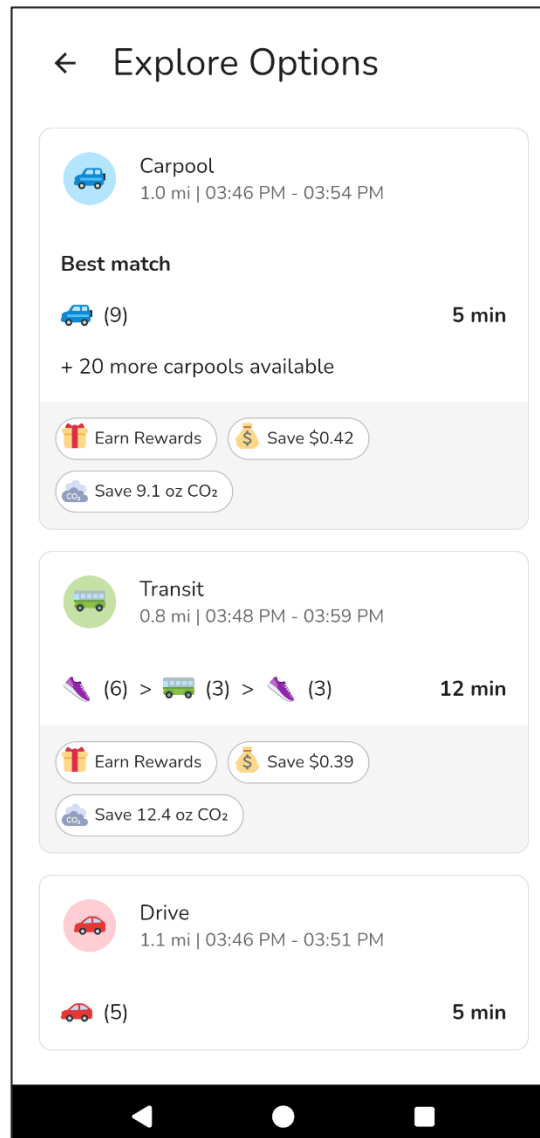 Explore Options
Carpool
1.0 mi | 03:46 PM - 03:54 PM
Best match
(9) 5 min
+ 20 more carpools available
Earn Rewards Save $0.42
CO₂ Save 9.1 oz CO₂
Transit
0.8 mi | 03:48 PM - 03:59 PM
(6) > (3) > (3) 12 min
Earn Rewards Save $0.39
CO₂ Save 12.4 oz CO₂
Drive
1.1 mi | 03:46 PM - 03:51 PM
(5) 5 min